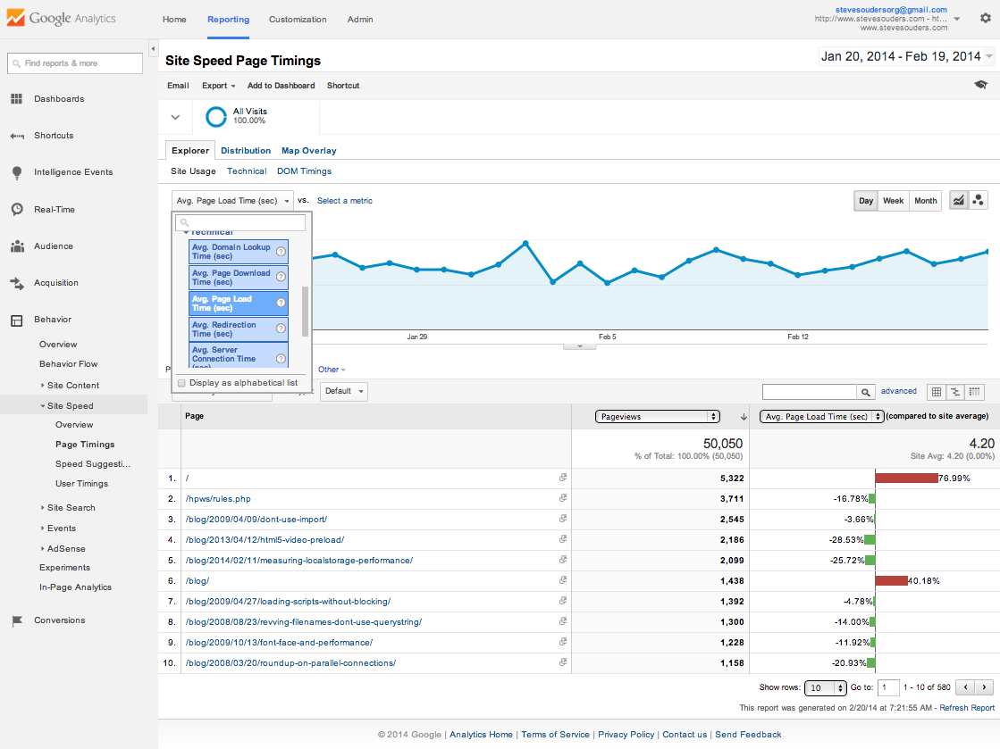 Google Analytics
Home Reporting Customization Admin
stevesoudersorg@gmail.com
http://www.stevesouders.com - ht...
www.stevesouders.com
Find reports & more
Dashboards
Shortcuts
Intelligence Events
Real-Time
Audience
Acquisition
Behavior
Overview
Behavior Flow
Site Content
Site Speed
Overview
Page Timings
Speed Suggesti...
User Timings
Site Search
Events
AdSense
Experiments
In-Page Analytics
Conversions
Site Speed Page Timings
Jan 20, 2014 - Feb 19, 2014
Email Export Add to Dashboard Shortcut
All Visits
100.00%
Explorer Distribution Map Overlay
Site Usage Technical DOM Timings
Avg. Page Load Time (sec) vs. Select a metric
Day Week Month
Technical
Avg. Domain Lookup
Time (sec)
Avg. Page Download
Time (sec)
Avg. Page Load
Time (sec)
Avg. Redirection
Time (sec)
Avg. Server
Connection Time
(sec)
Display as alphabetical list
Jan 29 Feb 5 Feb 12
Other
Default
advanced
Page Pageviews Avg. Page Load Time (sec) (compared to site average)
50,050 4.20
% of Total: 100.00% (50,050) Site Avg: 4.20 (0.00%)
1. / 5,322 76.99%
2. /hpws/rules.php 3,711 -16.78%
3. /blog/2009/04/09/dont-use-import/ 2,545 -3.66%
4. /blog/2013/04/12/html5-video-preload/ 2,186 -28.53%
5. /blog/2014/02/11/measuring-localstorage-performance/ 2,099 -25.72%
6. /blog/ 1,438 40.18%
7. /blog/2009/04/27/loading-scripts-without-blocking/ 1,392 -4.78%
8. /blog/2008/08/23/revving-filenames-dont-use-querystring/ 1,300 -14.00%
9. /blog/2009/10/13/font-face-and-performance/ 1,228 -11.92%
10. /blog/2008/03/20/roundup-on-parallel-connections/ 1,158 -20.93%
Show rows: 10 Go to: 1 1 - 10 of 580
This report was generated on 2/20/14 at 7:21:55 AM - Refresh Report
© 2014 Google | Analytics Home | Terms of Service | Privacy Policy | Contact us | Send Feedback